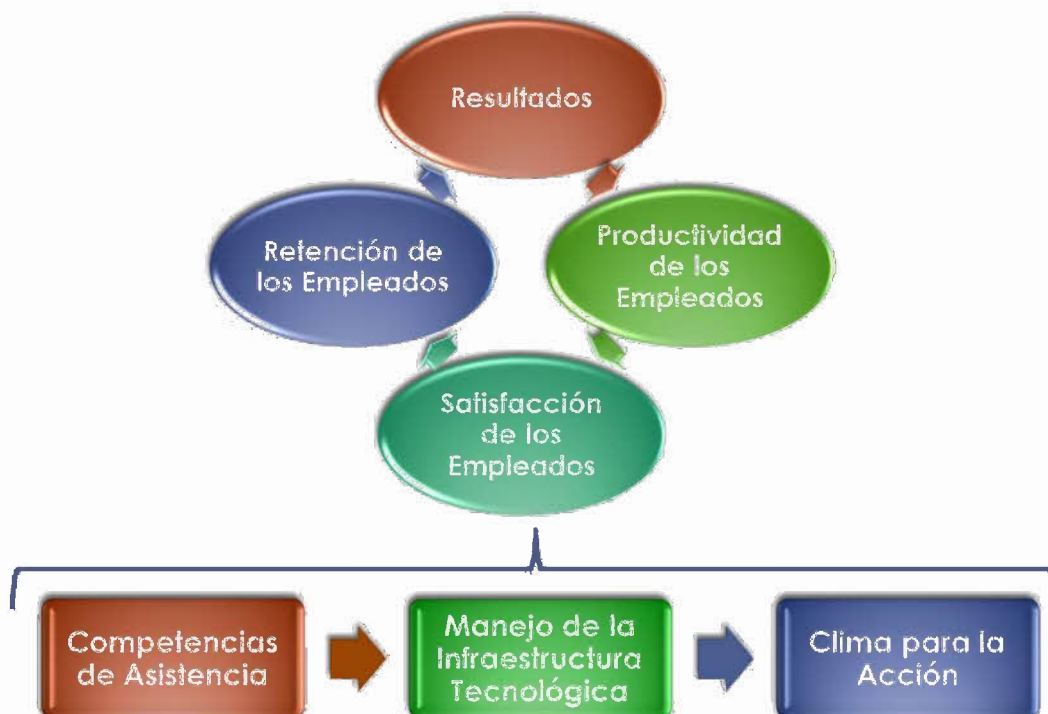 Resultados
Retención de
los Empleados
Productividad
de los
Empleados
Satisfacción
de los
Empleados
Competencias
de Asistencia
Manejo de la
Infraestructura
Tecnológica
Clima para la
Acción